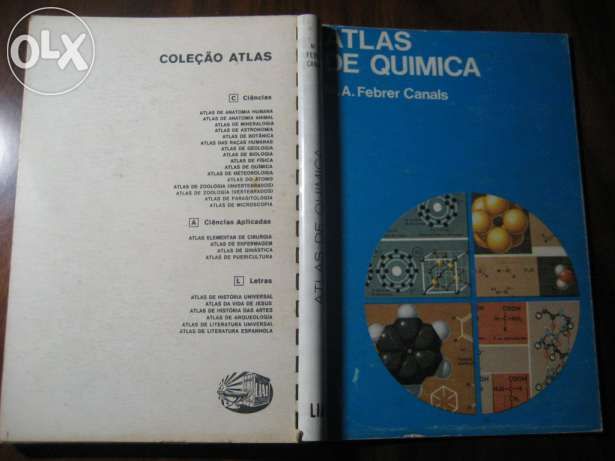 OLX
COLEÇÃO ATLAS
C Ciências
ATLAS DE ANATOMIA HUMANA
ATLAS DE ANATOMIA ANIMAL
ATLAS DE MINERALOGIA
ATLAS DE ASTRONOMIA
ATLAS DE BOTÂNICA
ATLAS DAS RAÇAS HUMANAS
ATLAS DE GEOLOGIA
ATLAS DE BIOLOGIA
ATLAS DE FÍSICA
ATLAS DE QUÍMICA
ATLAS DE METEOROLOGIA
ATLAS DO ÁTOMO
ATLAS DE ZOOLOGIA (INVERTEBRADOS)
ATLAS DE ZOOLOGIA (VERTEBRADOS)
ATLAS DE PARASITOLOGIA
ATLAS DE MICROSCOPIA
A Ciências Aplicadas
ATLAS ELEMENTAR DE CIRURGIA
ATLAS DE ENFERMAGEM
ATLAS DE GINÁSTICA
ATLAS DE PUERICULTURA
L Letras
ATLAS DE HISTÓRIA UNIVERSAL
ATLAS DA VIDA DE JESUS
ATLAS DE HISTÓRIA DAS ARTES
ATLAS DE ARQUEOLOGIA
ATLAS DE LITERATURA UNIVERSAL
ATLAS DE LITERATURA ESPANHOLA
ATLAS DE QUIMICA
ATLAS
DE QUIMICA
A. Febrer Canals
COOH
COOH